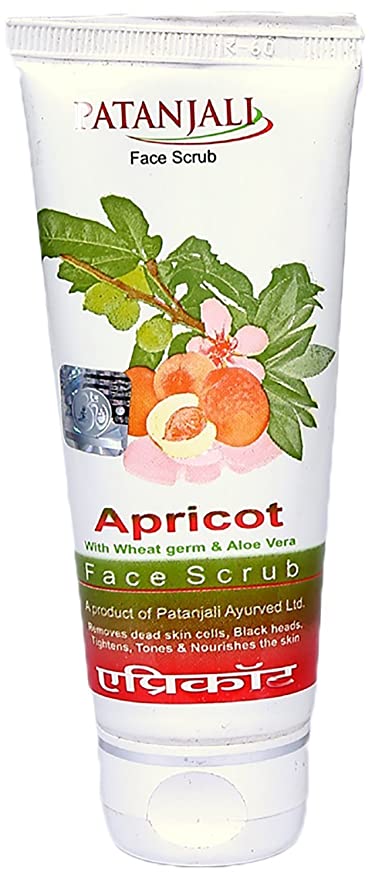 R-60
PATANJALI
Face Scrub
Apricot
With Wheat germ & Aloe Vera
Face Scrub
A product of Patanjali Ayurved Ltd.
Removes dead skin cells, Black heads,
Tightens, Tones & Nourishes the skin
एप्रिकॉट